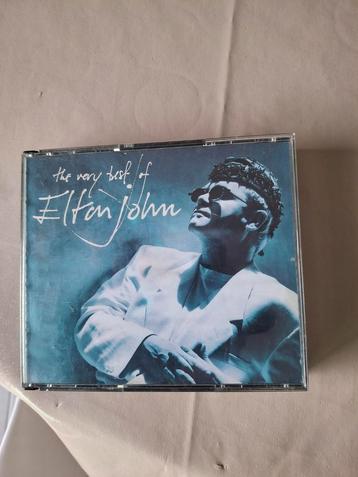 the very best of
Elton john